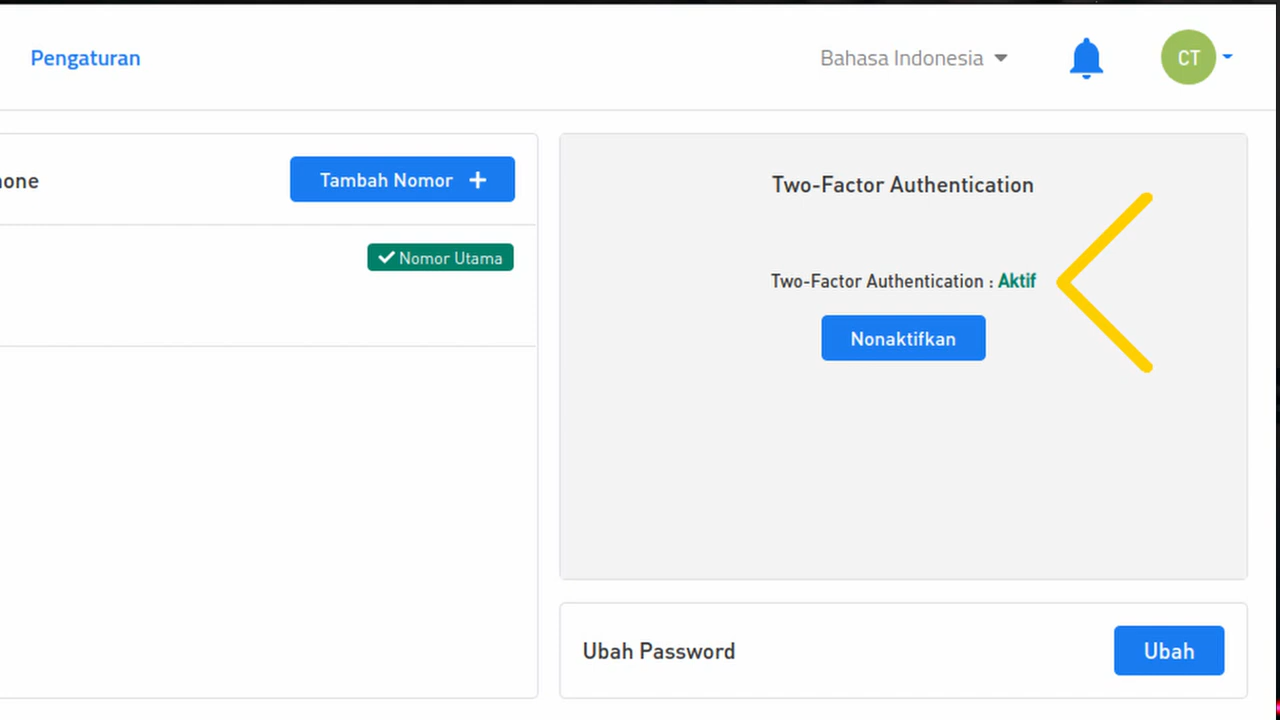 Pengaturan
Bahasa Indonesia
CT
one
Tambah Nomor +
Nomor Utama
Two-Factor Authentication
Two-Factor Authentication : Aktif
Nonaktifkan
Ubah Password
Ubah